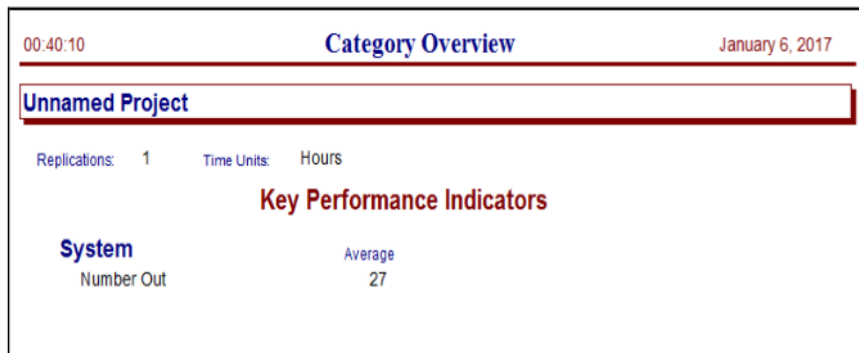 00:40:10 Category Overview January 6, 2017
Unnamed Project
Replications: 1 Time Units: Hours
Key Performance Indicators
System Average
Number Out 27